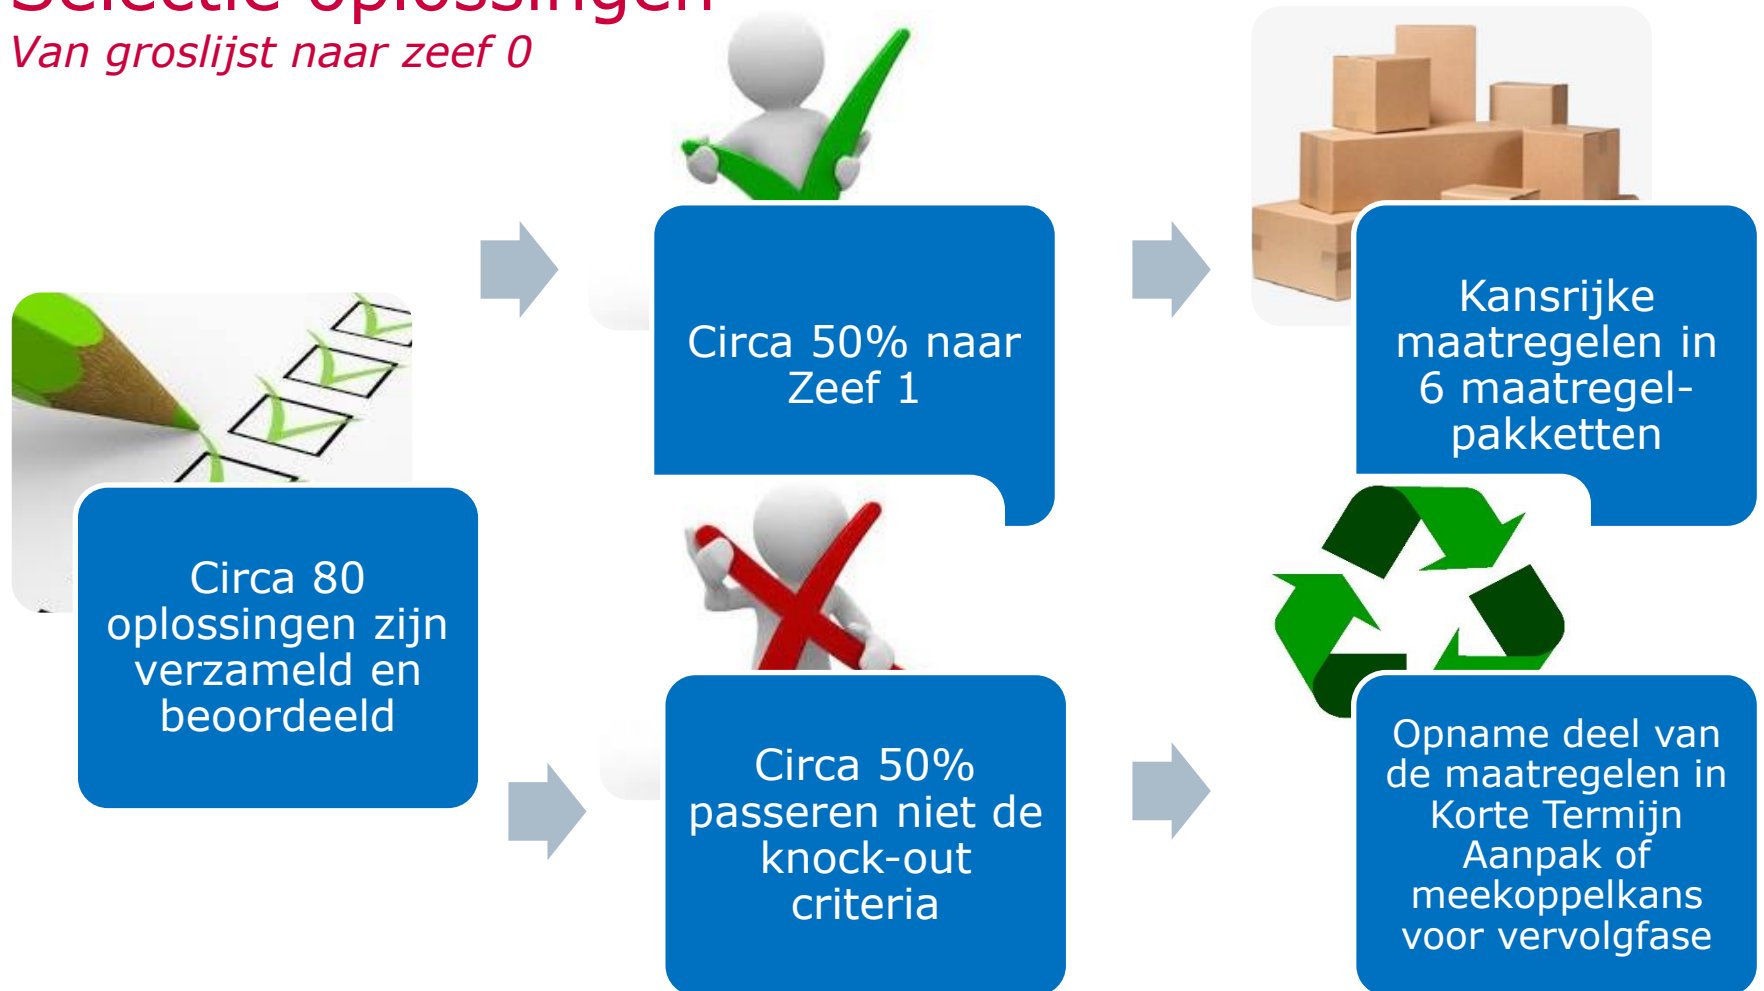 Selectie oplossingen
Van groslijst naar zeef 0
Circa 80
oplossingen zijn
verzameld en
beoordeeld
Circa 50% naar
Zeef 1
Kansrijke
maatregelen in
6 maatregel-
pakketten
Circa 50%
passeren niet de
knock-out
criteria
Opname deel van
de maatregelen in
Korte Termijn
Aanpak of
meekoppelkans
voor vervolgfase